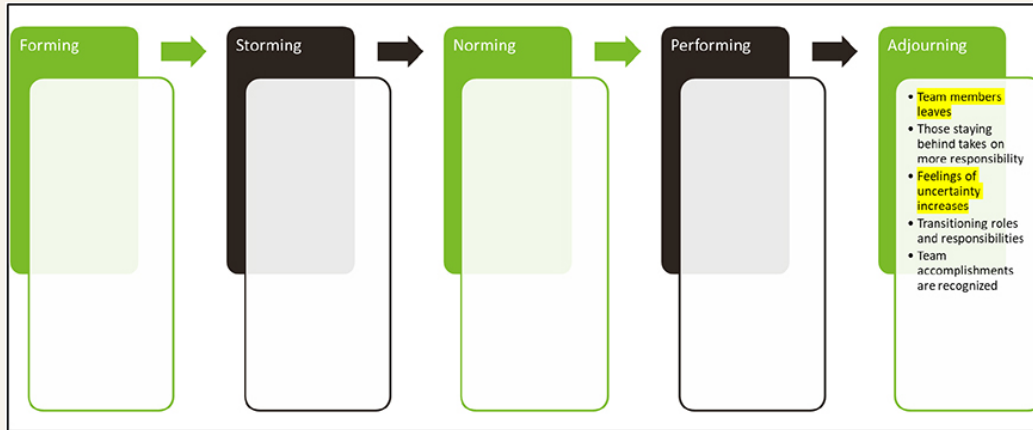 Forming
Storming
Norming
Performing
Adjourning
• Team members
leaves
• Those staying
behind takes on
more responsibility
• Feelings of
uncertainty
increases
• Transitioning roles
and responsibilities
• Team
accomplishments
are recognized